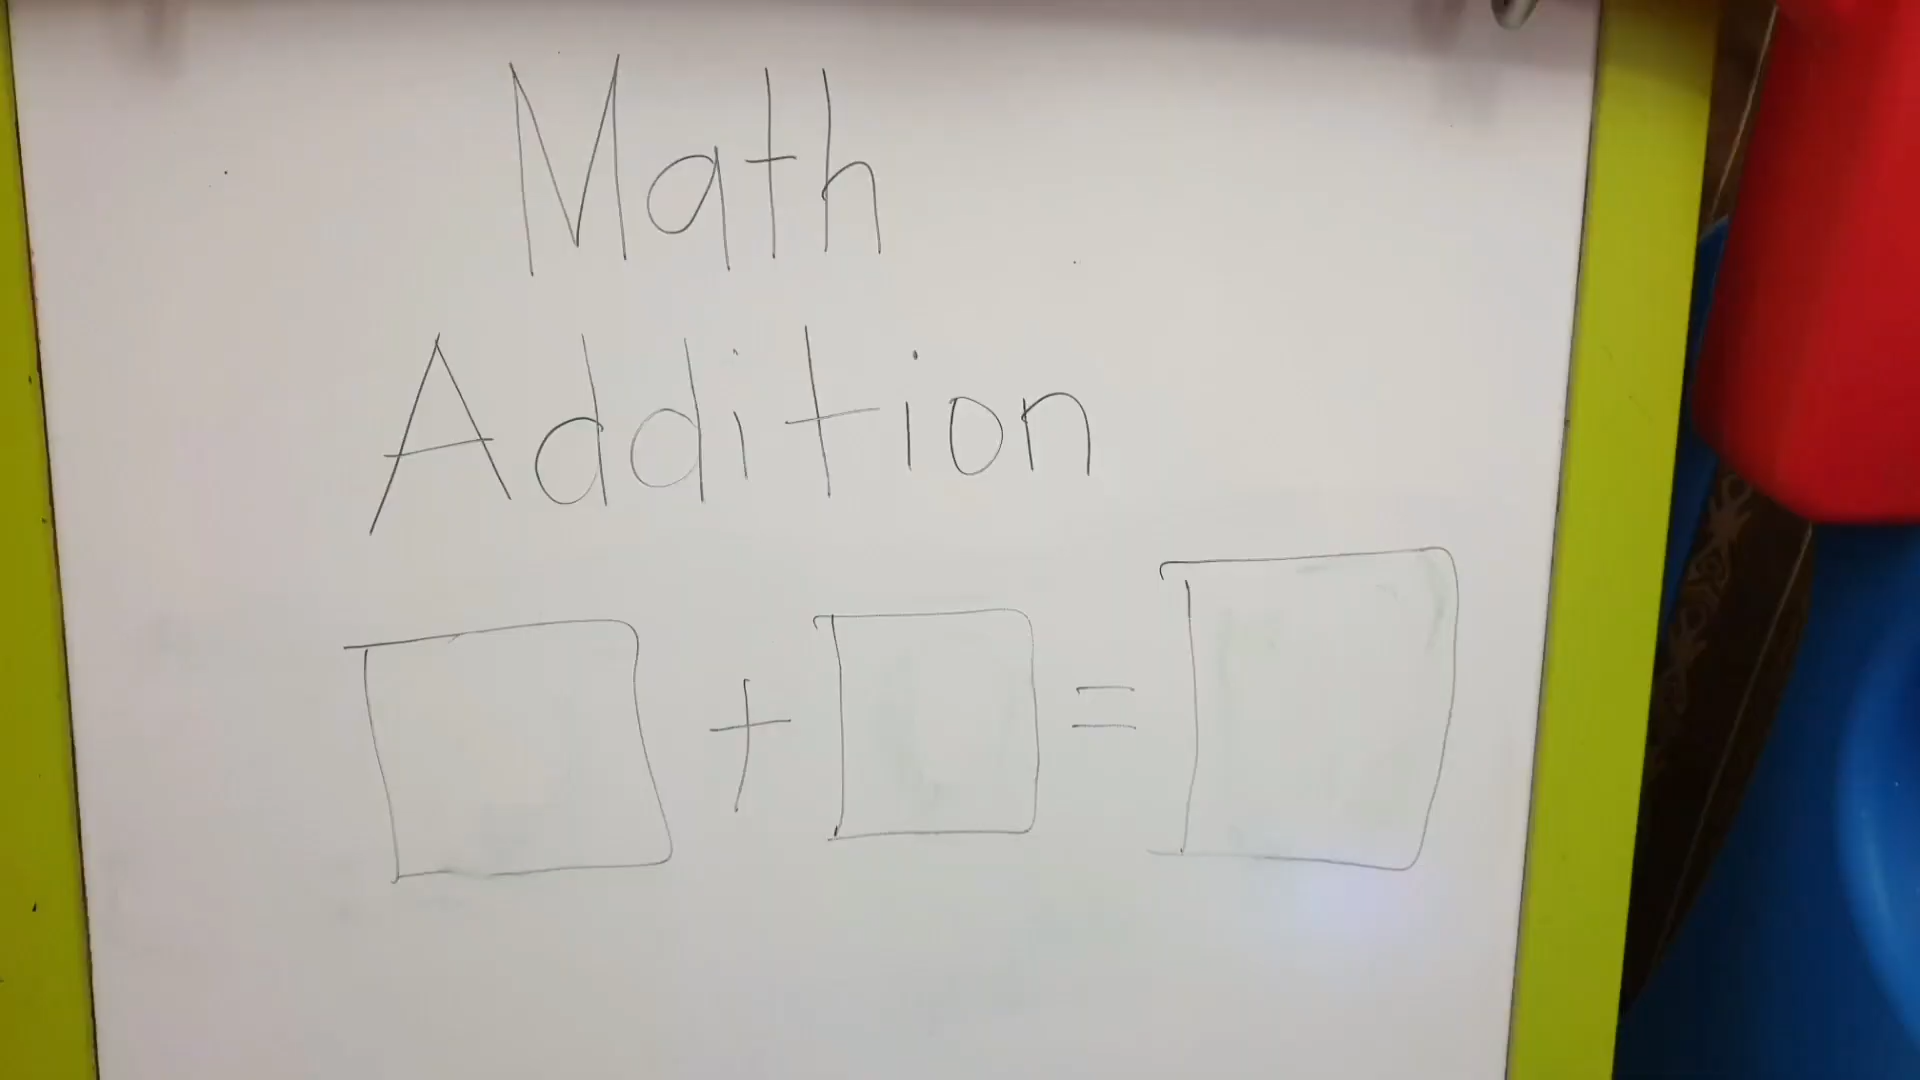 Math
Addition
+ =